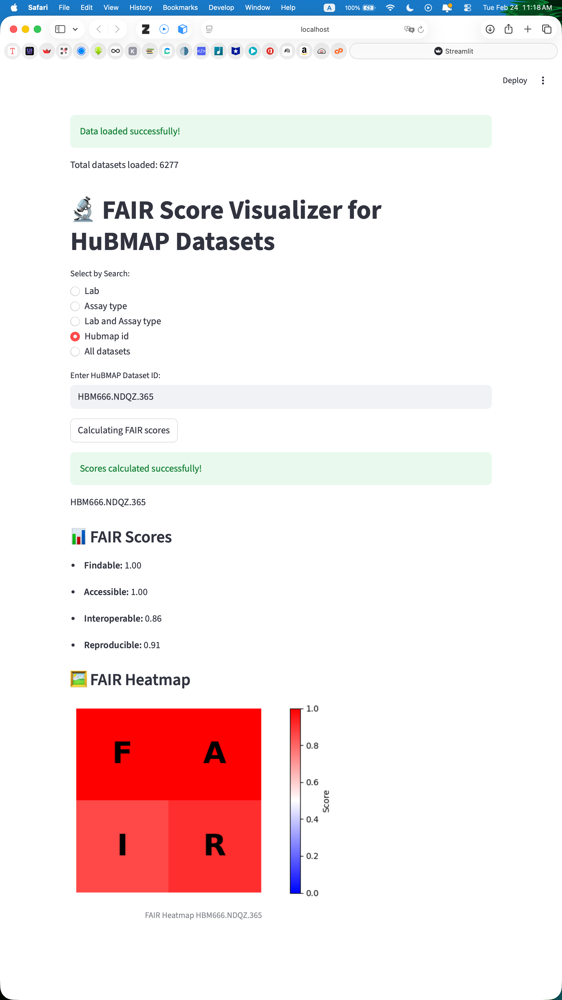 Safari File Edit View History Bookmarks Develop Window Help A 100% Tue Feb 24 11:18 AM
localhost
T UI K </> a cP Streamlit
Deploy
Data loaded successfully!
Total datasets loaded: 6277
FAIR Score Visualizer for
HuBMAP Datasets
Select by Search:
Lab
Assay type
Lab and Assay type
Hubmap id
All datasets
Enter HuBMAP Dataset ID:
HBM666.NDQZ.365
Calculating FAIR scores
Scores calculated successfully!
HBM666.NDQZ.365
FAIR Scores
• Findable: 1.00
• Accessible: 1.00
• Interoperable: 0.86
• Reproducible: 0.91
FAIR Heatmap
F A
I R
1.0
0.8
0.6
0.4
0.2
0.0
Score
FAIR Heatmap HBM666.NDQZ.365